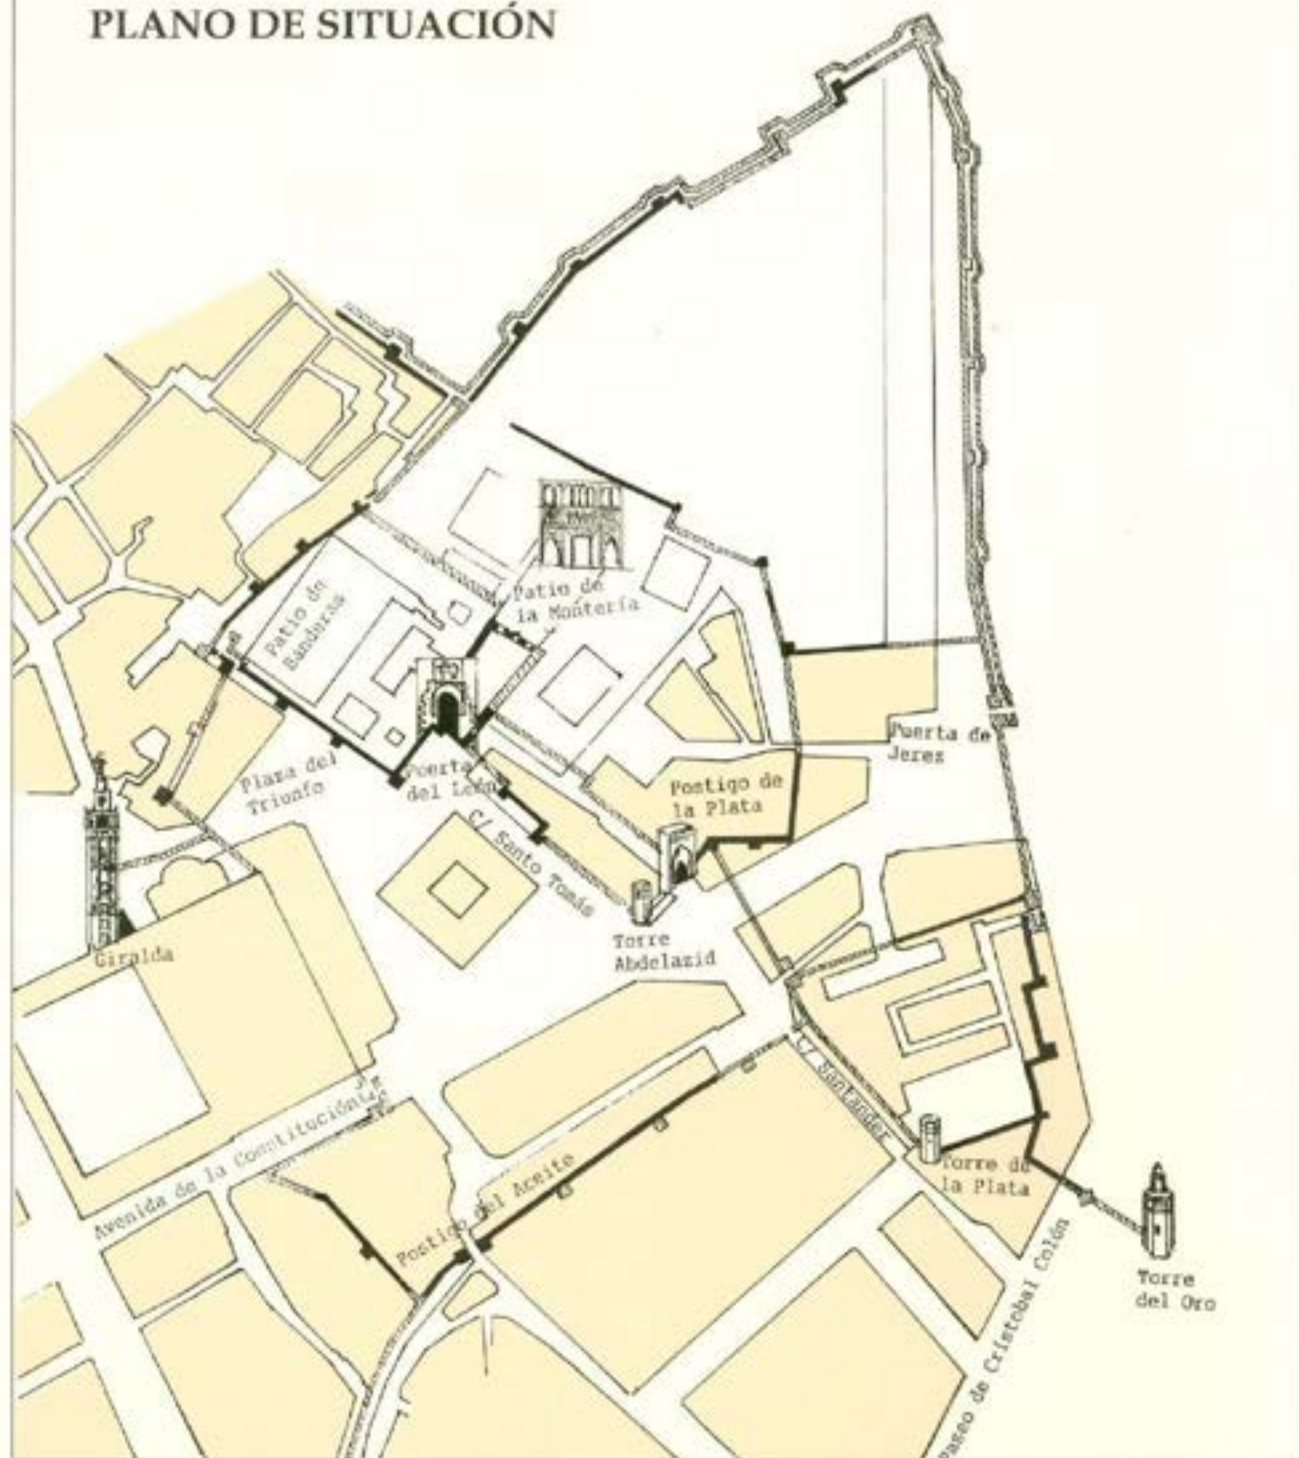 PLANO DE SITUACIÓN
Patio de
la Montería
Patio de
Banderas
Puerta de
Jerez
Plaza del
Triunfo
Puerta
del León
Postigo de
la Plata
C/ Santo Tomás
Torre
Abdelazid
Giralda
C/ Santander
Avenida de la Constitución
Torre de
la Plata
Postigo del Aceite
Paseo de Cristobal Colón
Torre
del Oro